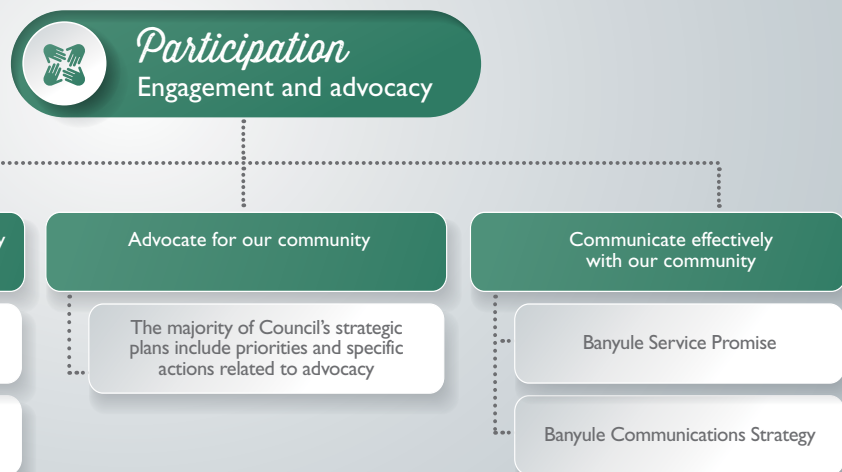 Participation
Engagement and advocacy
y
Advocate for our community
Communicate effectively
with our community
The majority of Council's strategic
plans include priorities and specific
actions related to advocacy
Banyule Service Promise
Banyule Communications Strategy